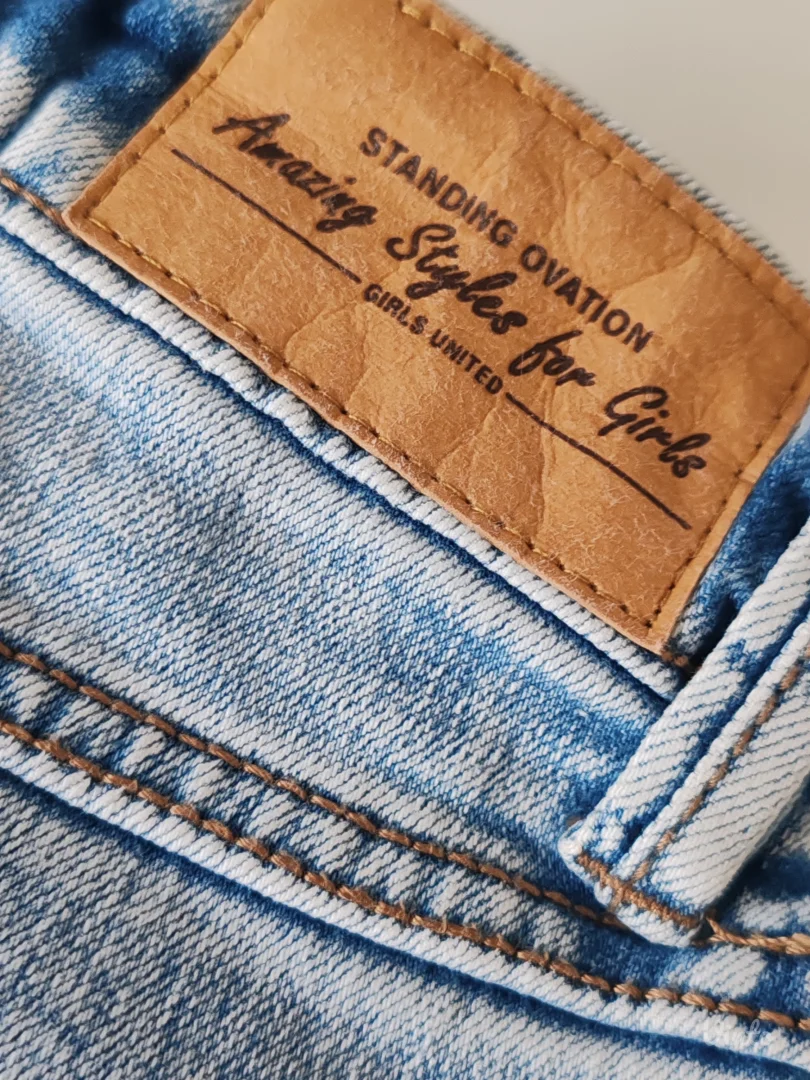 STANDING OVATION
Amazing Styles for Girls
GIRLS UNITED